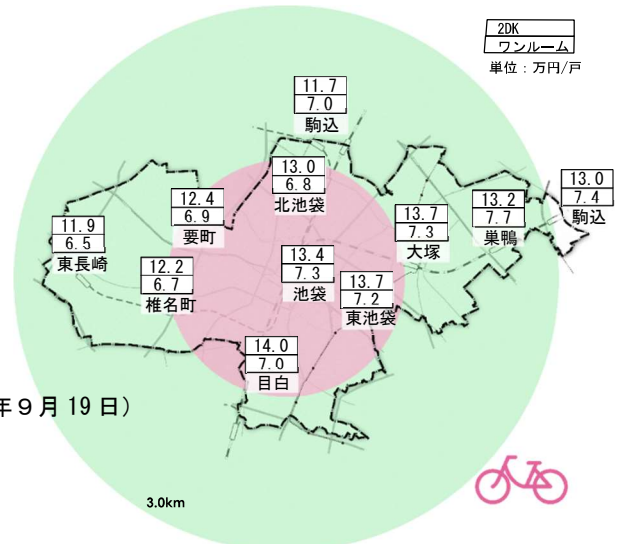 2DK
ワンルーム
単位：万円/戸
11.7
7.0
駒込
13.0
6.8
北池袋
13.0
7.4
駒込
12.4
6.9
要町
13.2
7.7
巣鴨
11.9
6.5
東長崎
13.7
7.3
大塚
13.4
7.3
池袋
12.2
6.7
椎名町
13.7
7.2
東池袋
14.0
7.0
目白
年９月19日）
3.0km